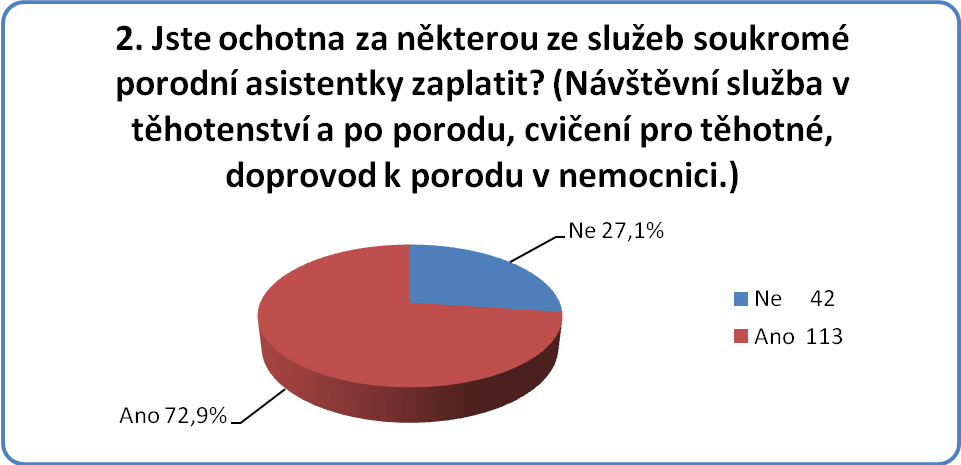 2. Jste ochotna za některou ze služeb soukromé
porodní asistentky zaplatit? (Návštěvní služba v
těhotenství a po porodu, cvičení pro těhotné,
doprovod k porodu v nemocnici.)
Ne 27,1%
Ne 42
Ano 113
Ano 72,9%